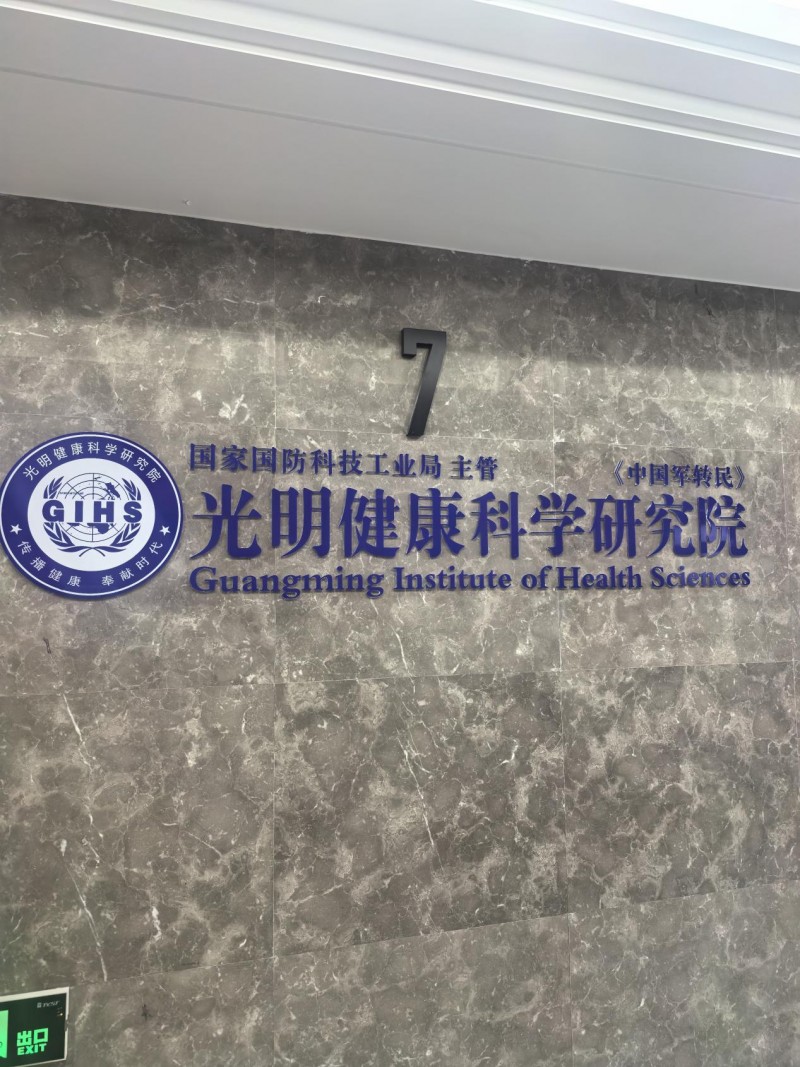 7
光明健康科学研究院
GIHS
传播健康 奉献时代
国家国防科技工业局 主管
《中国军转民》
光明健康科学研究院
Guangming Institute of Health Sciences
出口
EXIT